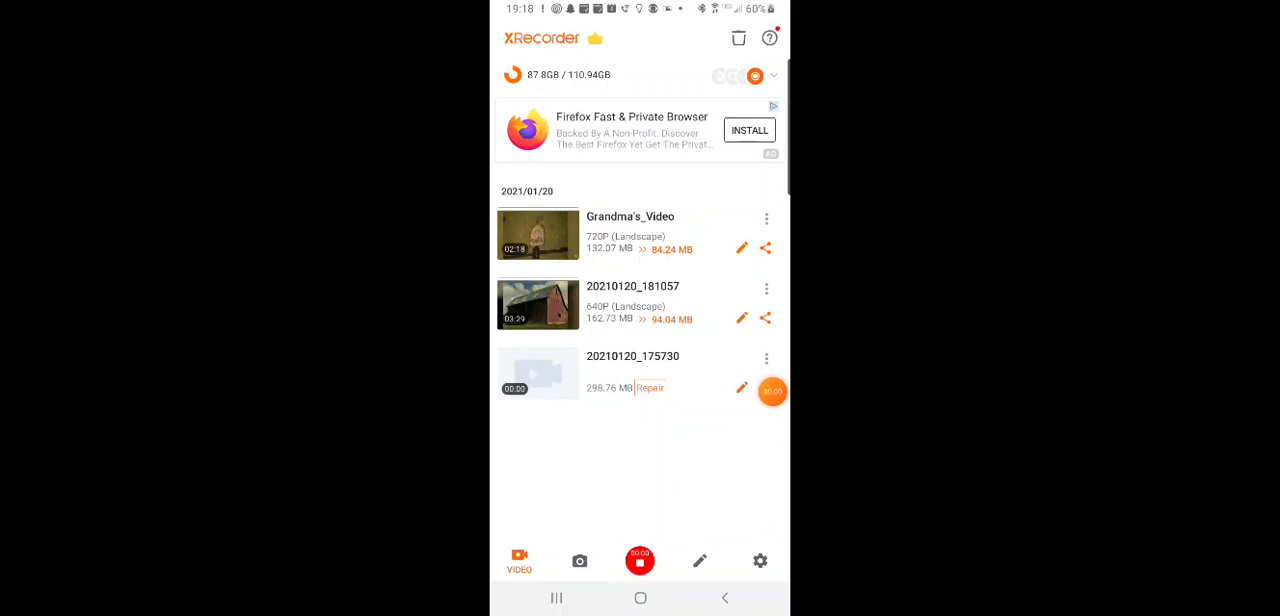 19:18 60%
XRecorder
87.8GB / 110.94GB
Firefox Fast & Private Browser
Backed By A Non-Profit. Discover
The Best Firefox Yet Get The Privat...
INSTALL
AD
2021/01/20
Grandma's_Video
720P (Landscape)
132.07 MB >> 84.24 MB
02:18
20210120_181057
640P (Landscape)
162.73 MB >> 94.04 MB
03:29
20210120_175730
298.76 MB Repair
00:00
00:00
00:00
VIDEO